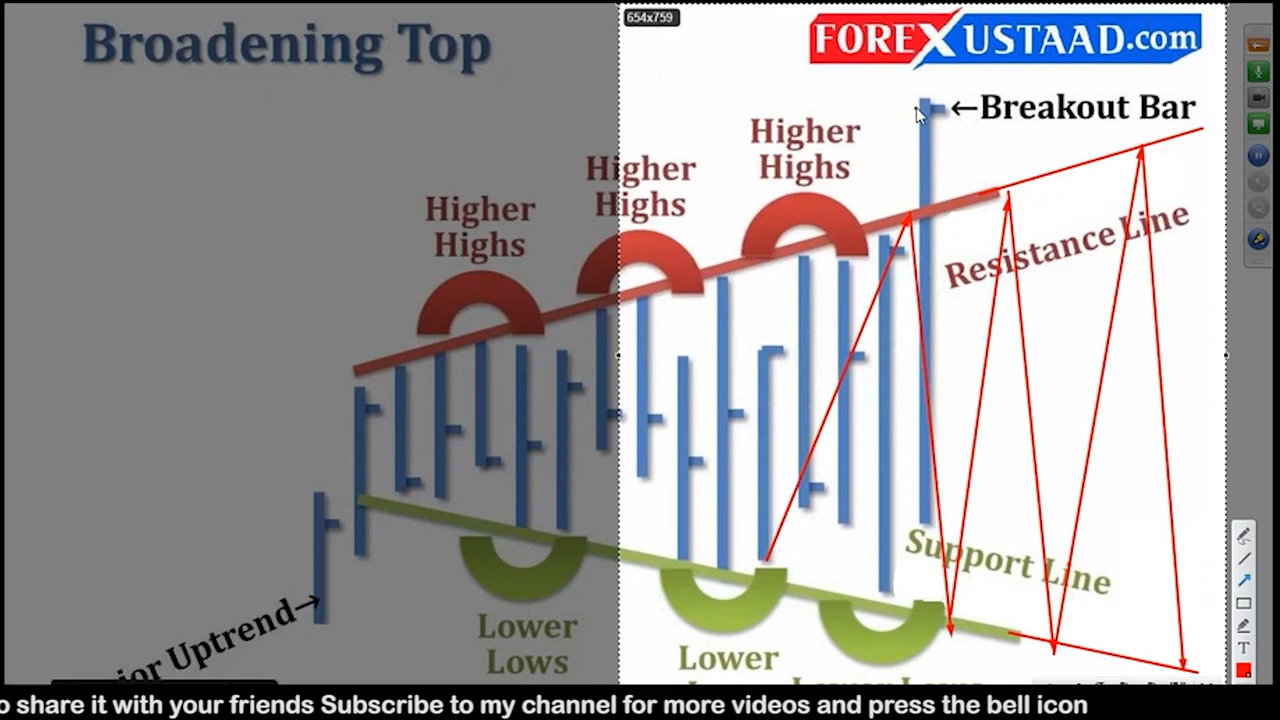 654x759
Broadening Top
FOREXUSTAAD.com
←Breakout Bar
Higher
Highs
Higher
Highs
Higher
Highs
Resistance Line
Support Line
Uptrend→
Lower
Lows
Lower
o share it with your friends Subscribe to my channel for more videos and press the bell icon